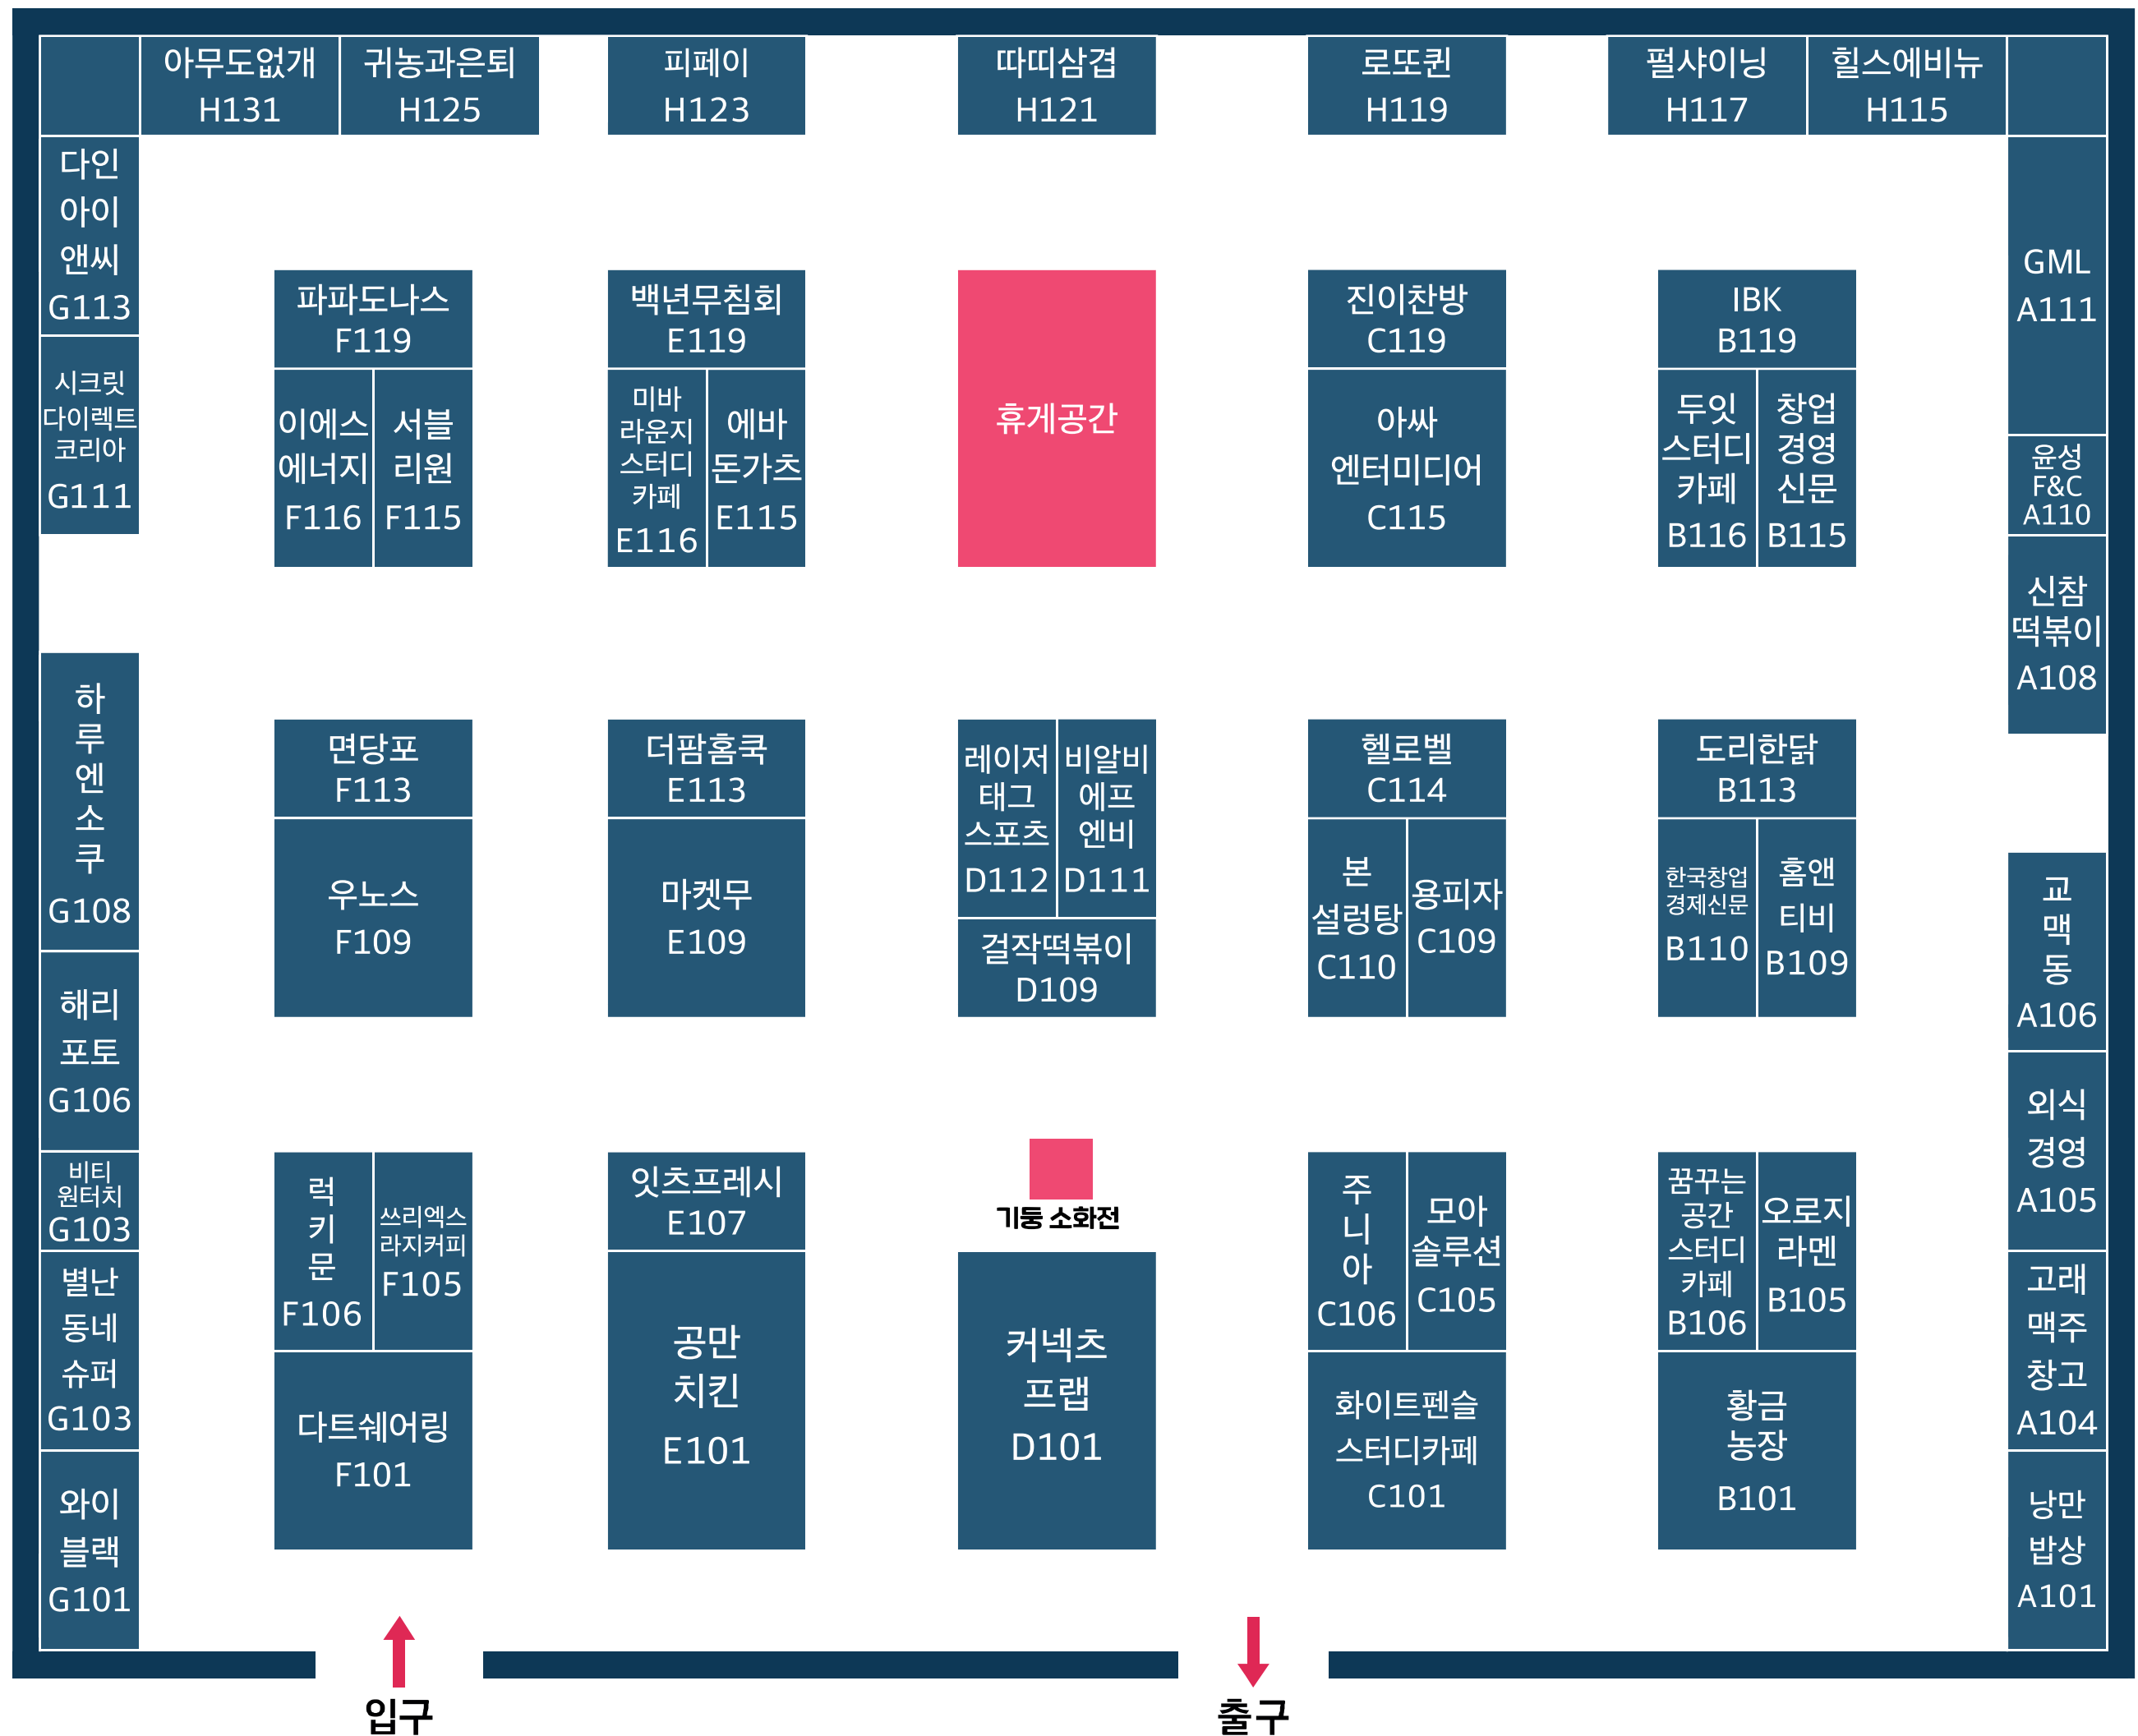 아무도없개
H131
귀농과은퇴
H125
피페이
H123
따띠삼겹
H121
로또퀸
H119
펄샤이닝
H117
힐스에비뉴
H115
다인
아이
앤씨
G113
시크릿
다이렉트
코리아
G111
파파도나스
F119
이에스
에너지
F116
서블
리원
F115
백년무침회
E119
미바
라운지
스터디
카페
E116
에바
돈가츠
E115
휴게공간
진이찬방
C119
아싸
엔터미디어
C115
IBK
B119
두잇
스터디
카페
B116
창업
경영
신문
B115
GML
A111
윤성
F&C
A110
신참
떡볶이
A108
하
루
엔
소
쿠
G108
해리
포토
G106
비티
원터치
G103
별난
동네
슈퍼
G103
와이
블랙
G101
면당포
F113
우노스
F109
더팜홈쿡
E113
마켓무
E109
레이저
태그
스포츠
D112
비알비
에프
엔비
D111
걸작떡볶이
D109
헬로벨
C114
본
설렁탕
C110
용피자
C109
도리한닭
B113
한국창업
경제신문
B110
홈앤
티비
B109
교
맥
동
A106
외식
경영
A105
고래
맥주
창고
A104
낭만
밥상
A101
럭
키
문
F106
쓰리엑스
라지커피
F105
다트쉐어링
F101
잇츠프레시
E107
공만
치킨
E101
기둥 소화전
커넥츠
프랩
D101
주
니
아
C106
모아
솔루션
C105
화이트펜슬
스터디카페
C101
꿈꾸는
공간
스터디
카페
B106
오로지
라멘
B105
황금
농장
B101
입구
출구